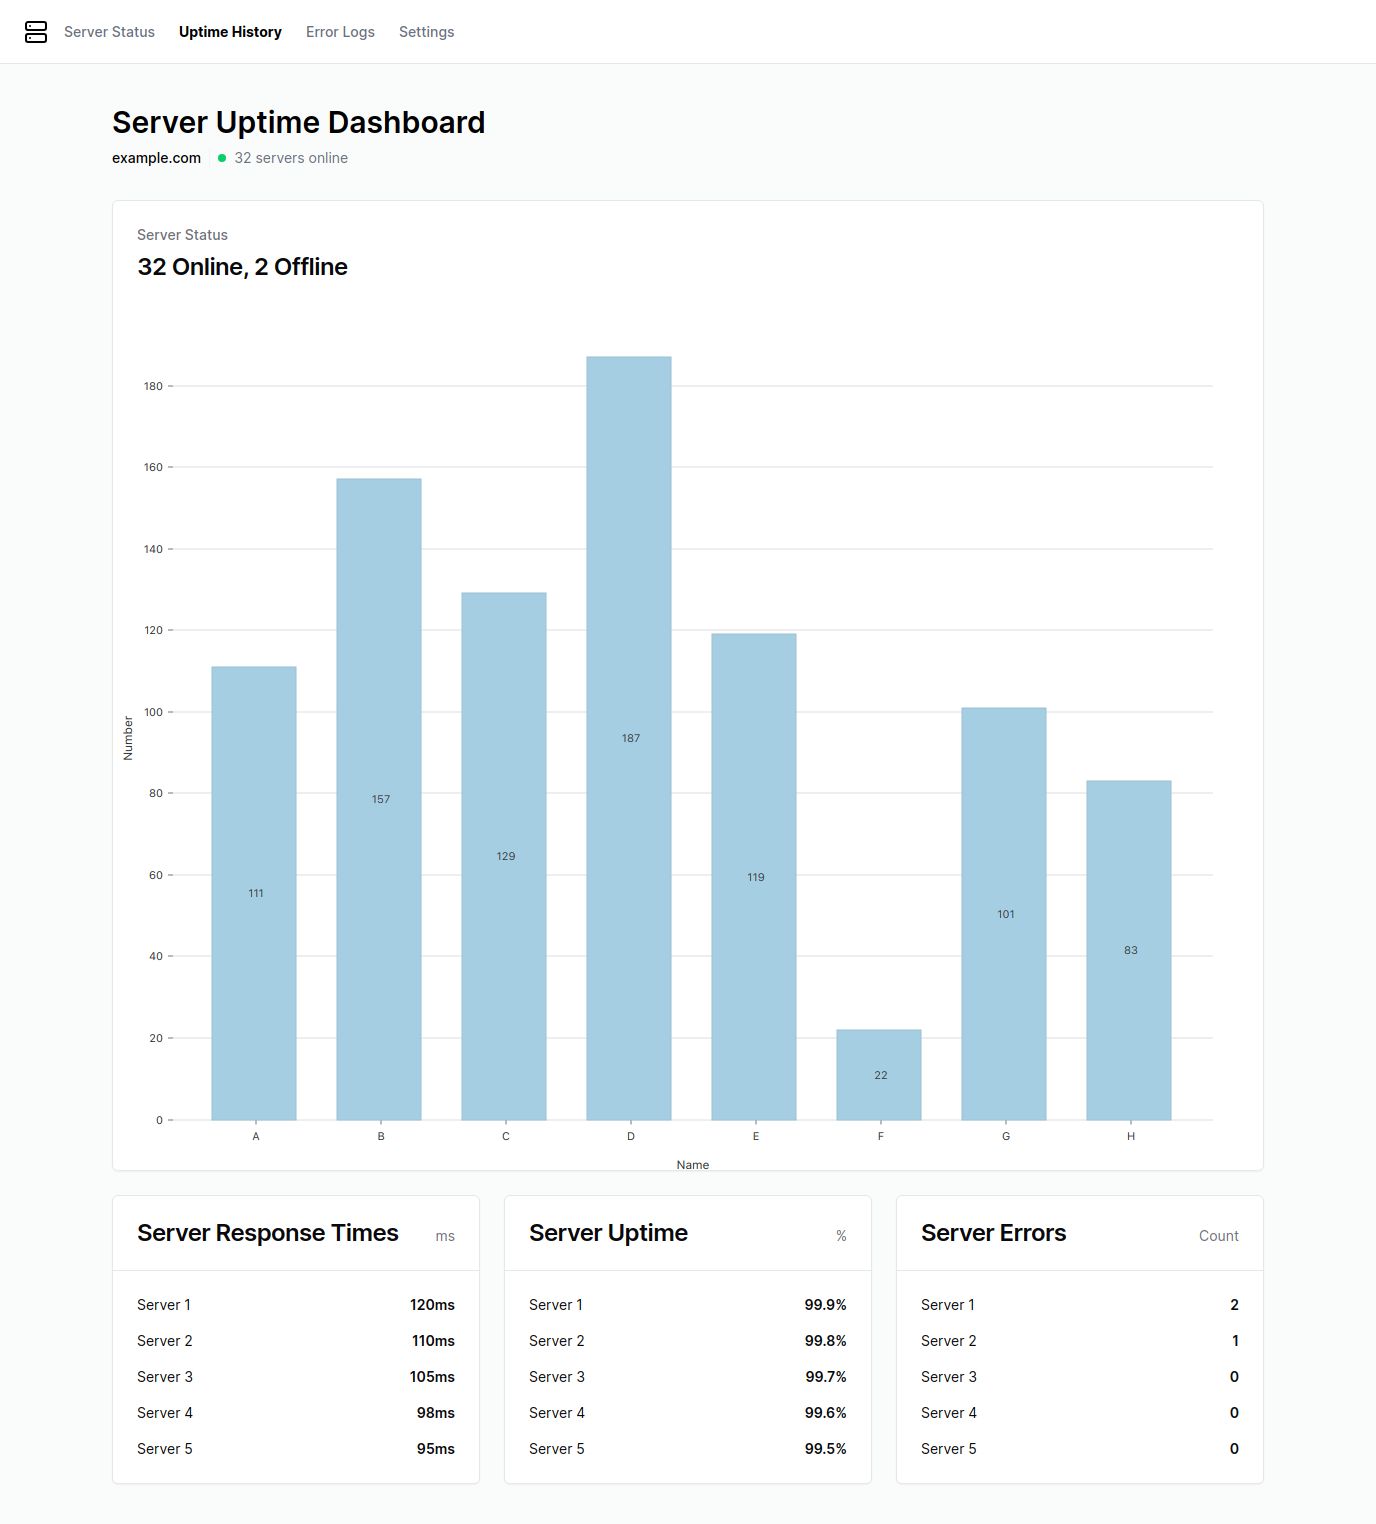 Server Status Uptime History Error Logs Settings
Server Uptime Dashboard
example.com 32 servers online
Server Status
32 Online, 2 Offline
180
160
140
120
100
80
60
40
20
0
Number
111
157
129
187
119
22
101
83
A B C D E F G H
Name
Server Response Times ms
Server 1 120ms
Server 2 110ms
Server 3 105ms
Server 4 98ms
Server 5 95ms
Server Uptime %
Server 1 99.9%
Server 2 99.8%
Server 3 99.7%
Server 4 99.6%
Server 5 99.5%
Server Errors Count
Server 1 2
Server 2 1
Server 3 0
Server 4 0
Server 5 0